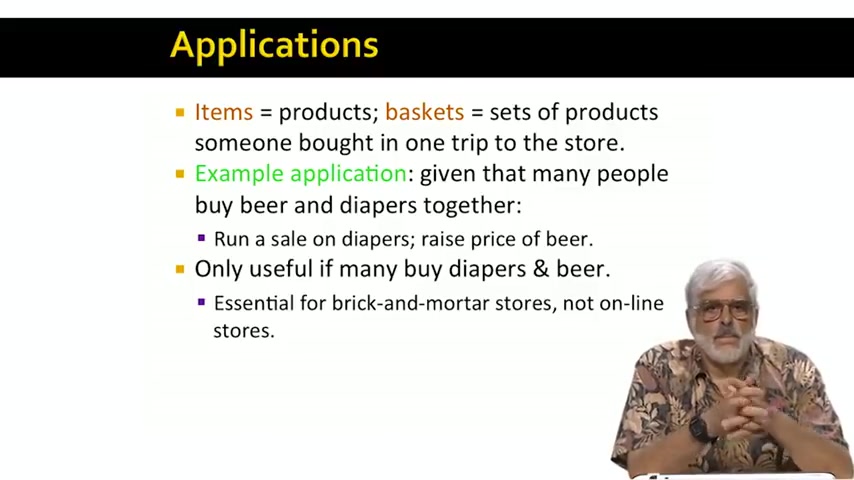 Applications
Items = products; baskets = sets of products
someone bought in one trip to the store.
Example application: given that many people
buy beer and diapers together:
Run a sale on diapers; raise price of beer.
Only useful if many buy diapers & beer.
Essential for brick-and-mortar stores, not on-line
stores.